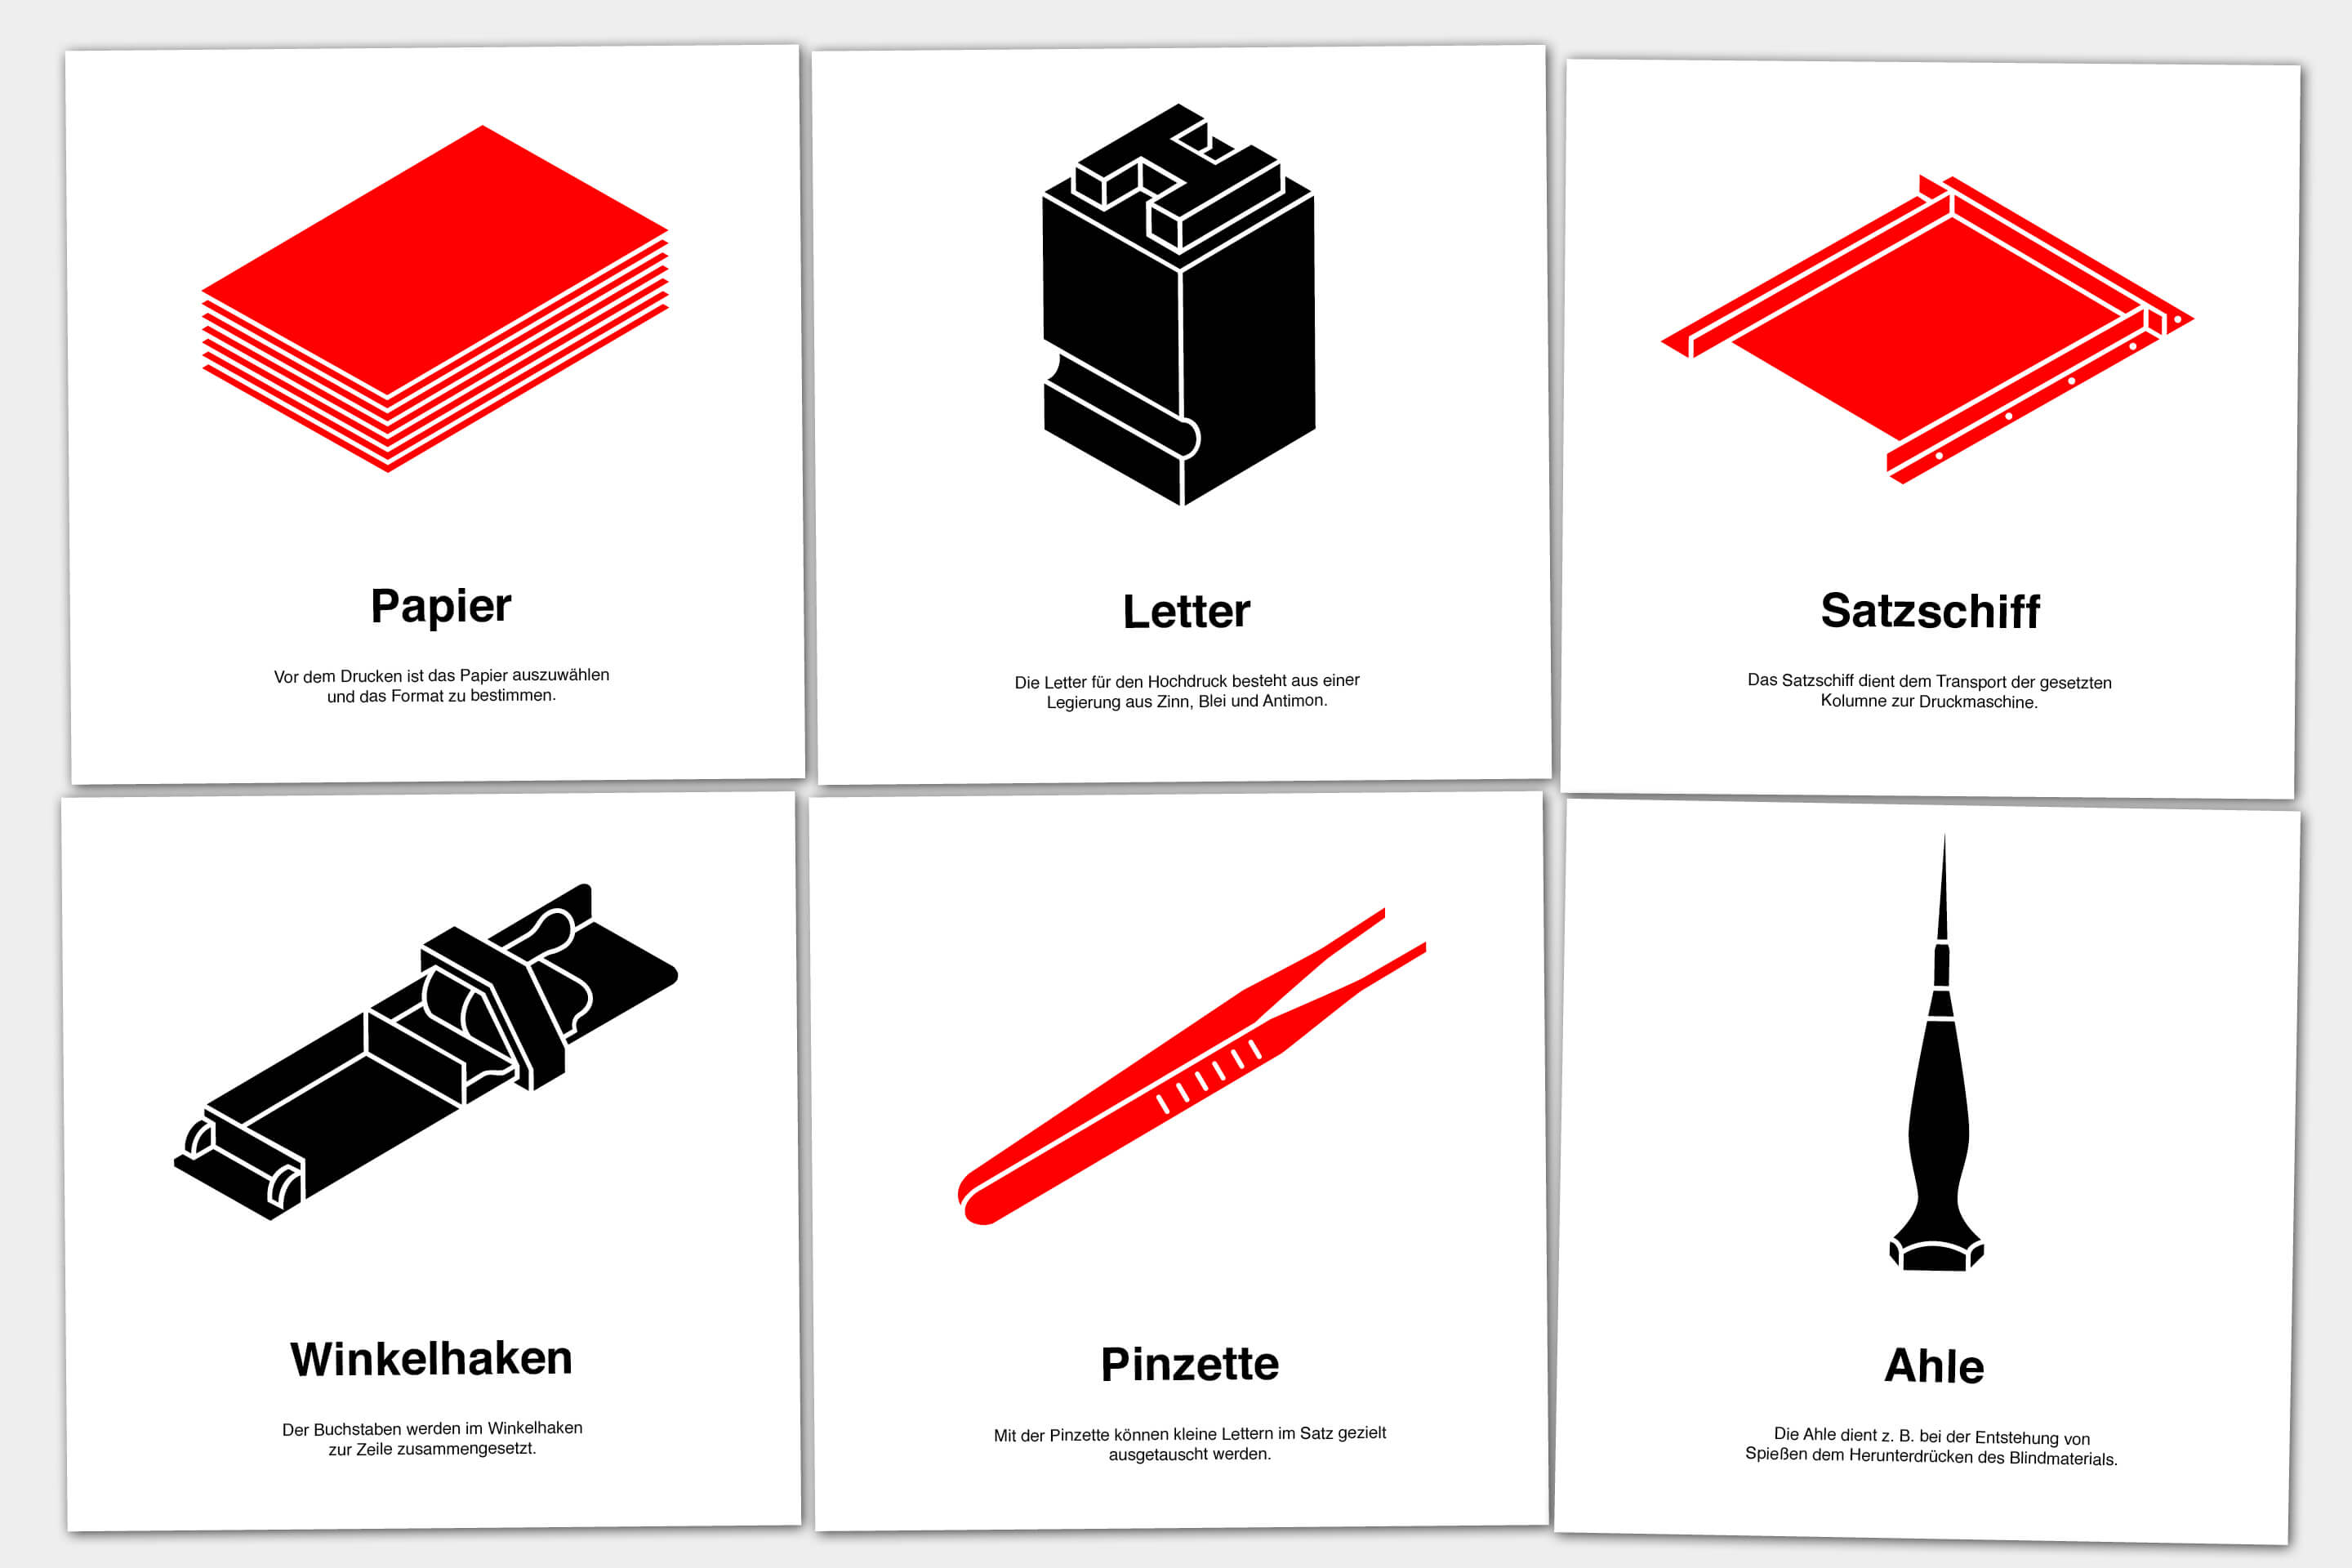 Papier
Vor dem Drucken ist das Papier auszuwählen
und das Format zu bestimmen.
Letter
Die Letter für den Hochdruck besteht aus einer
Legierung aus Zinn, Blei und Antimon.
Satzschiff
Das Satzschiff dient dem Transport der gesetzten
Kolumne zur Druckmaschine.
Winkelhaken
Der Buchstaben werden im Winkelhaken
zur Zeile zusammengesetzt.
Pinzette
Mit der Pinzette können kleine Lettern im Satz gezielt
ausgetauscht werden.
Ahle
Die Ahle dient z. B. bei der Entstehung von
Spießen dem Herunterdrücken des Blindmaterials.